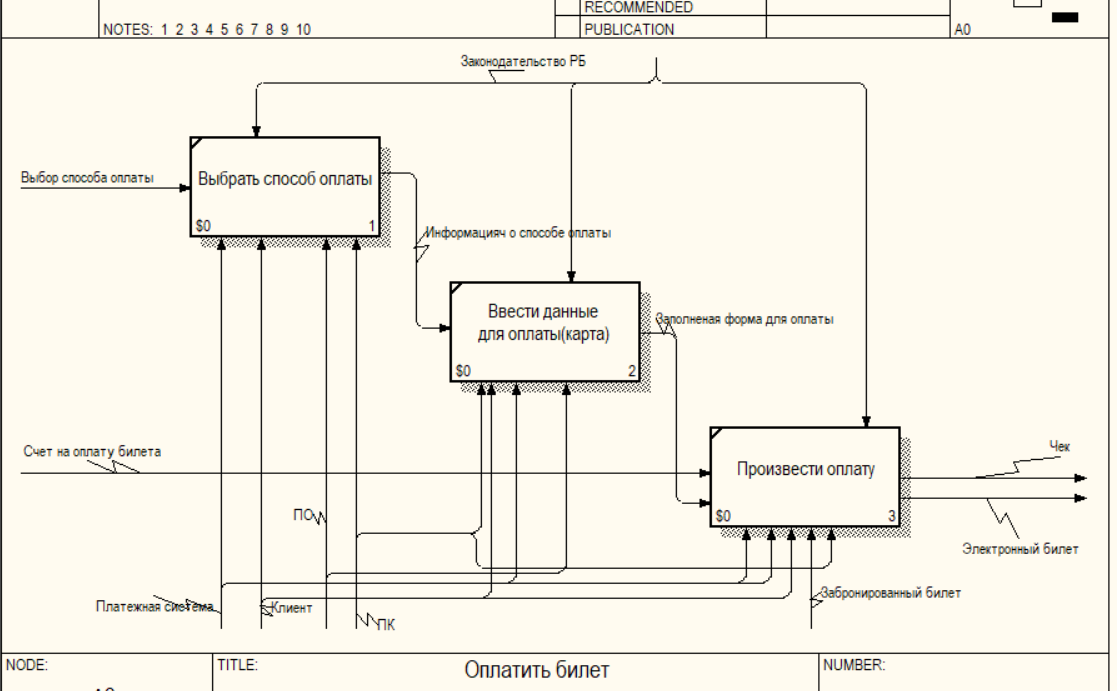 RECOMMENDED
NOTES: 1 2 3 4 5 6 7 8 9 10
PUBLICATION
A0
Законодательство РБ
Выбор способа оплаты
Выбрать способ оплаты
$0
1
Информацияч о способе оплаты
Ввести данные
для оплаты(карта)
$0
2
Заполненая форма для оплаты
Счет на оплату билета
Произвести оплату
$0
3
Чек
Электронный билет
ПО
Платежная система
Клиент
ПК
Забронированный билет
NODE:
TITLE:
Оплатить билет
NUMBER: